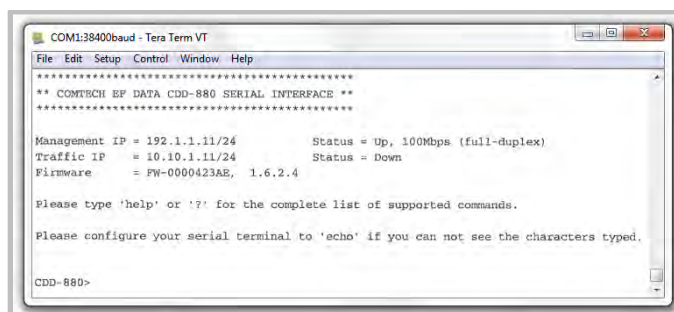 COM1:38400baud - Tera Term VT
File Edit Setup Control Window Help
***********************************************
** COMTECH EF DATA CDD-880 SERIAL INTERFACE **
***********************************************
Management IP = 192.1.1.11/24 Status = Up, 100Mbps (full-duplex)
Traffic IP = 10.10.1.11/24 Status = Down
Firmware = FW-0000423AE, 1.6.2.4
Please type 'help' or '?' for the complete list of supported commands.
Please configure your serial terminal to 'echo' if you can not see the characters typed.
CDD-880>